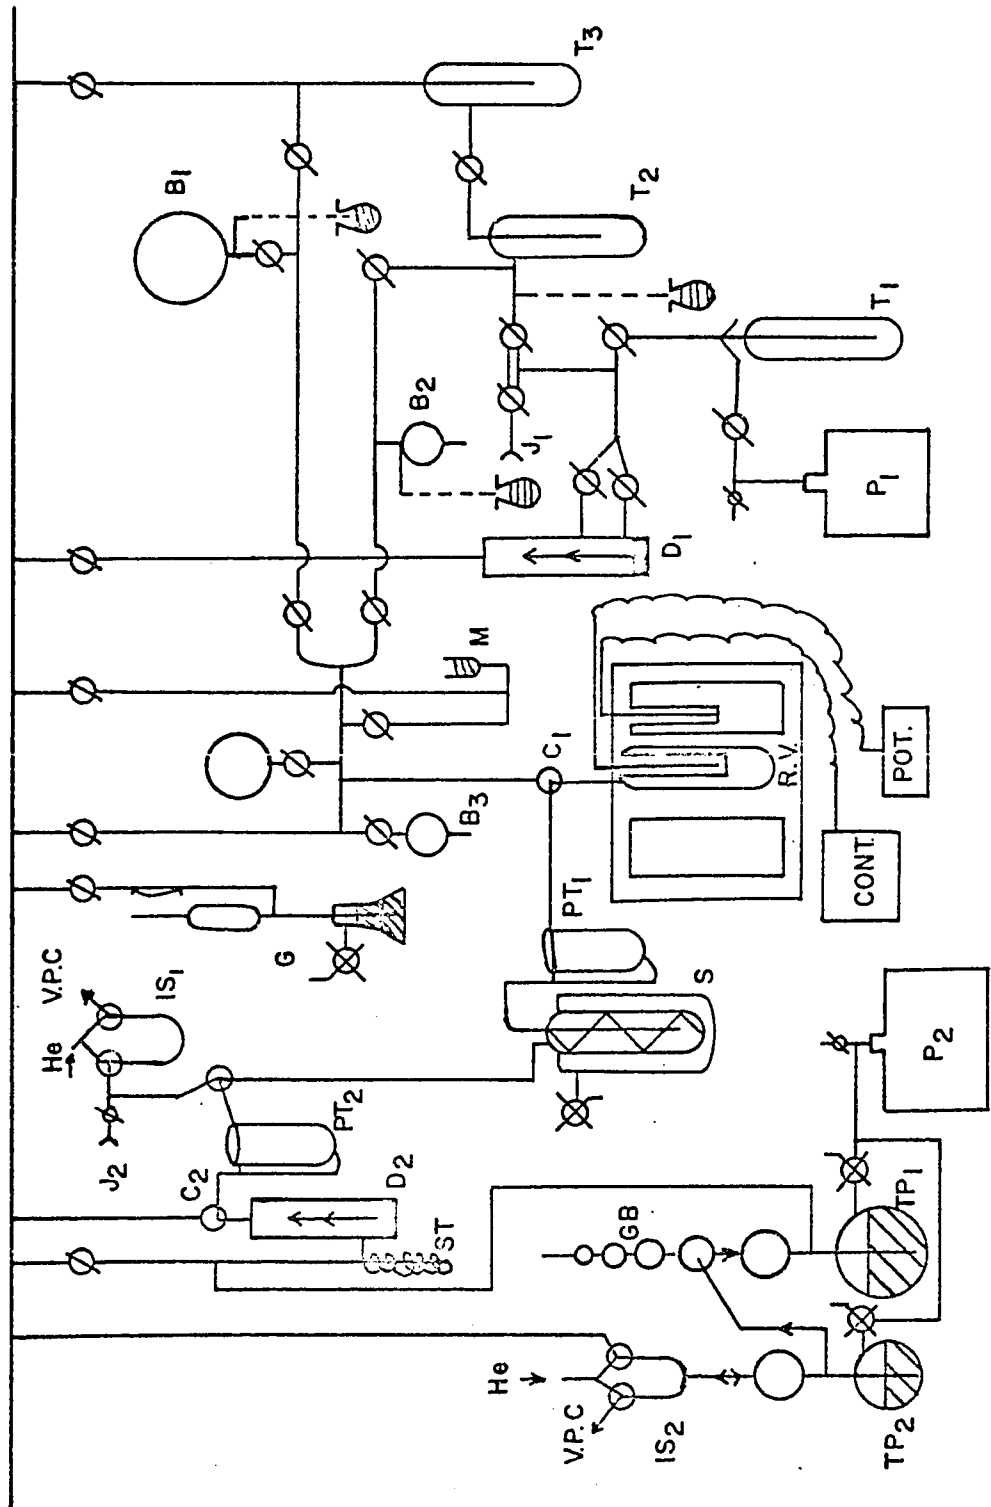 T3
B1
T2
T1
B2
J1
P1
D1
M
C1
R.V.
POT.
B3
CONT.
PT1
G
S
V.P.C
He
IS1
P2
J2
PT2
C2
D2
ST
GB
TP1
He
V.P.C
IS2
TP2